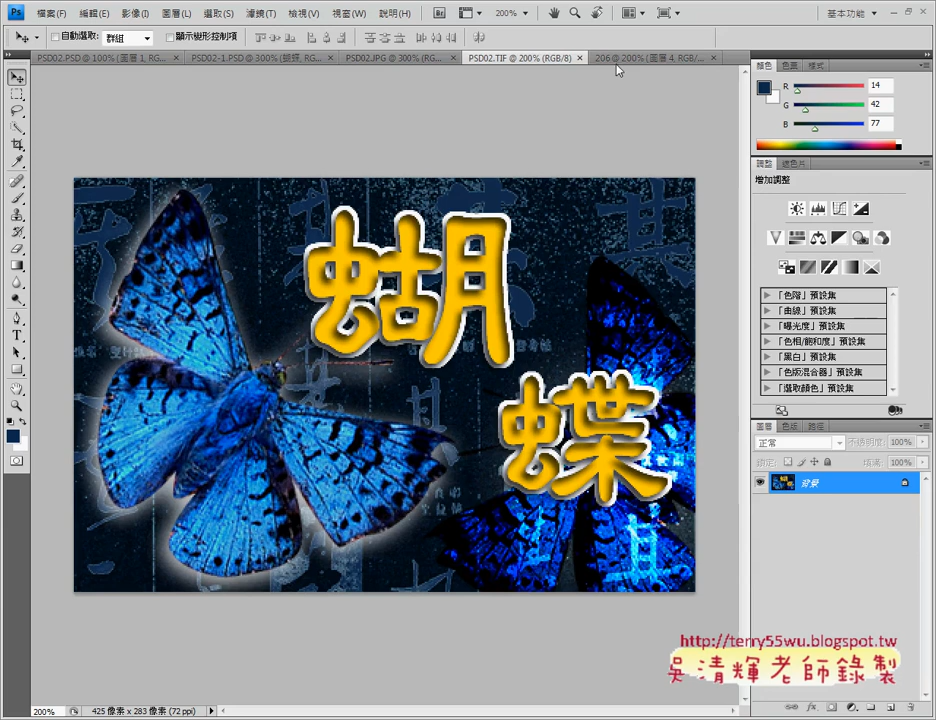 Ps 檔案(F) 編輯(E) 影像(I) 圖層(L) 選取(S) 濾鏡(T) 檢視(V) 視窗(W) 說明(H) Br 200% 基本功能
自動選取: 群組 顯示變形控制項
PSD02.PSD @ 100% (圖層 1, RG... × PSD02-1.PSD @ 300% (蝴蝶, RG... × PSD02.JPG @ 300% (RG... × PSD02.TIF @ 200% (RGB/8) × 206 @ 200% (圖層 4, RGB/... ×
顏色 色票 樣式
R 14
G 42
B 77
調整 遮色片
增加調整
「色階」預設集
「曲線」預設集
「曝光度」預設集
「色相/飽和度」預設集
「黑白」預設集
「色版混合器」預設集
「選取顏色」預設集
圖層 色版 路徑
正常 不透明度: 100%
鎖定: 填滿: 100%
背景
蝴
蝶
http://terry55wu.blogspot.tw
吳清輝老師錄製
200% 425 像素 x 283 像素 (72 ppi)